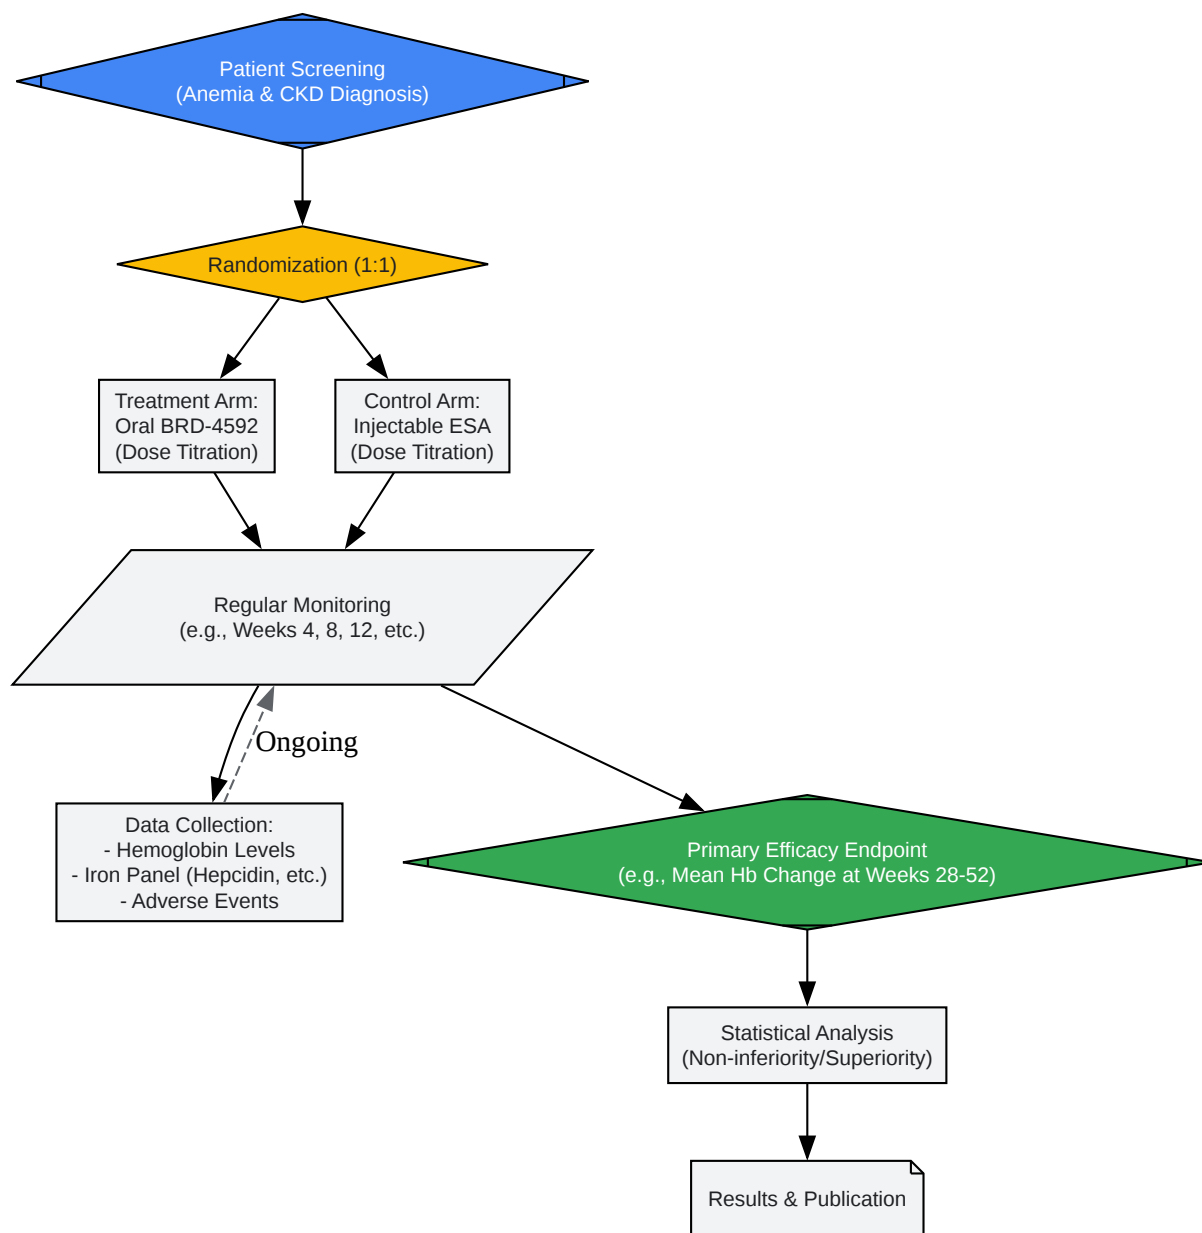 Patient Screening
(Anemia & CKD Diagnosis)
Randomization (1:1)
Treatment Arm:
Oral BRD-4592
(Dose Titration)
Control Arm:
Injectable ESA
(Dose Titration)
Regular Monitoring
(e.g., Weeks 4, 8, 12, etc.)
Ongoing
Data Collection:
- Hemoglobin Levels
- Iron Panel (Hepcidin, etc.)
- Adverse Events
Primary Efficacy Endpoint
(e.g., Mean Hb Change at Weeks 28-52)
Statistical Analysis
(Non-inferiority/Superiority)
Results & Publication